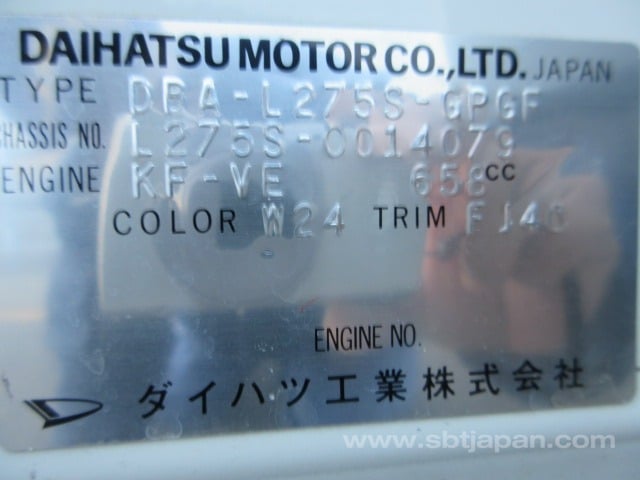 DAIHATSU MOTOR CO.,LTD. JAPAN
TYPE DBA-L275S-GPGF
CHASSIS NO. L275S-0014079
ENGINE KF-VE 658cc
COLOR W24 TRIM FJ40
ENGINE NO.
ダイハツ工業株式会社
www.sbtjapan.com